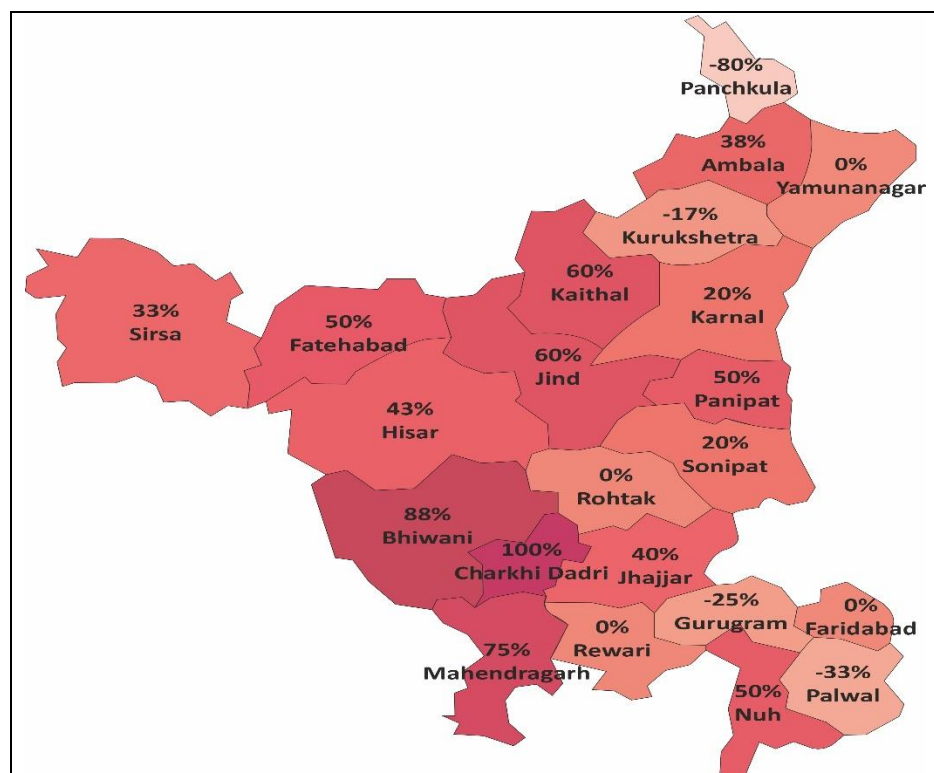 -80%
Panchkula
38%
Ambala
0%
Yamunanagar
-17%
Kurukshetra
60%
Kaithal
20%
Karnal
33%
Sirsa
50%
Fatehabad
60%
Jind
50%
Panipat
43%
Hisar
20%
Sonipat
0%
Rohtak
88%
Bhiwani
100%
Charkhi Dadri
40%
Jhajjar
-25%
Gurugram
0%
Faridabad
0%
Rewari
75%
Mahendragarh
-33%
Palwal
50%
Nuh